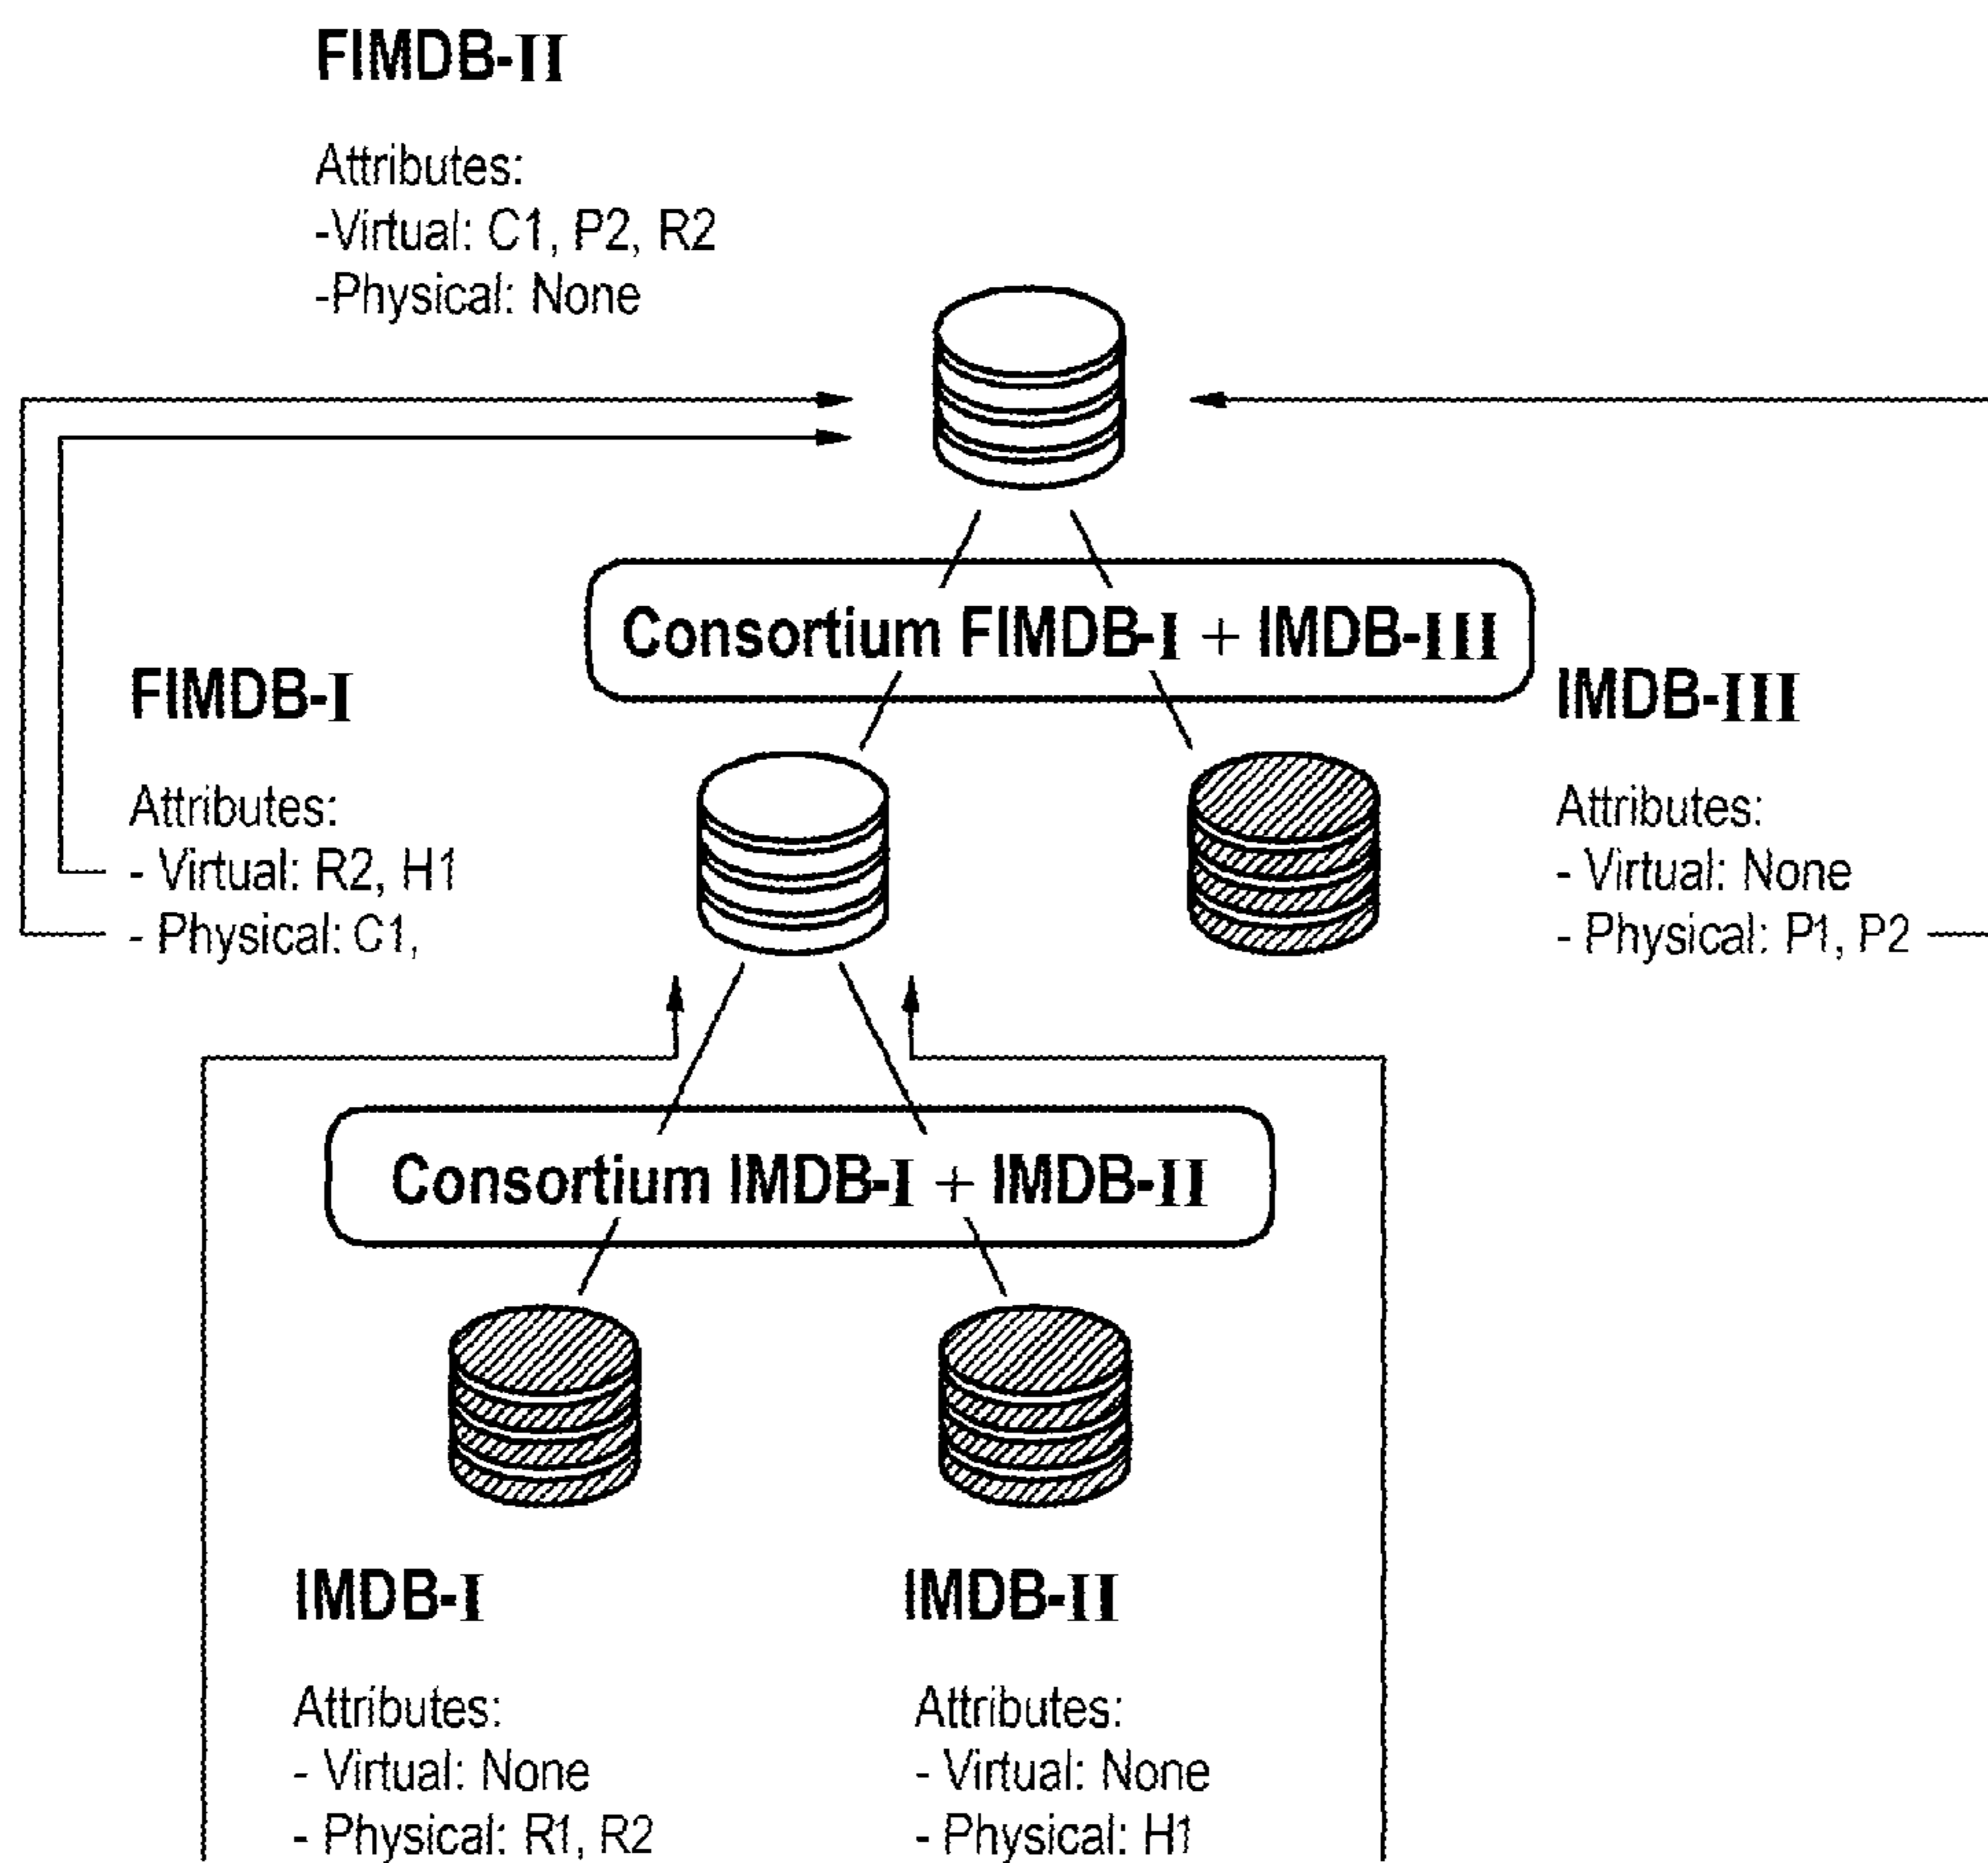 FIMDB-II
Attributes:
-Virtual: C1, P2, R2
-Physical: None
Consortium FIMDB-I + IMDB-III
FIMDB-I
Attributes:
- Virtual: R2, H1
- Physical: C1,
IMDB-III
Attributes:
- Virtual: None
- Physical: P1, P2
Consortium IMDB-I + IMDB-II
IMDB-I
Attributes:
- Virtual: None
- Physical: R1, R2
IMDB-II
Attributes:
- Virtual: None
- Physical: H1